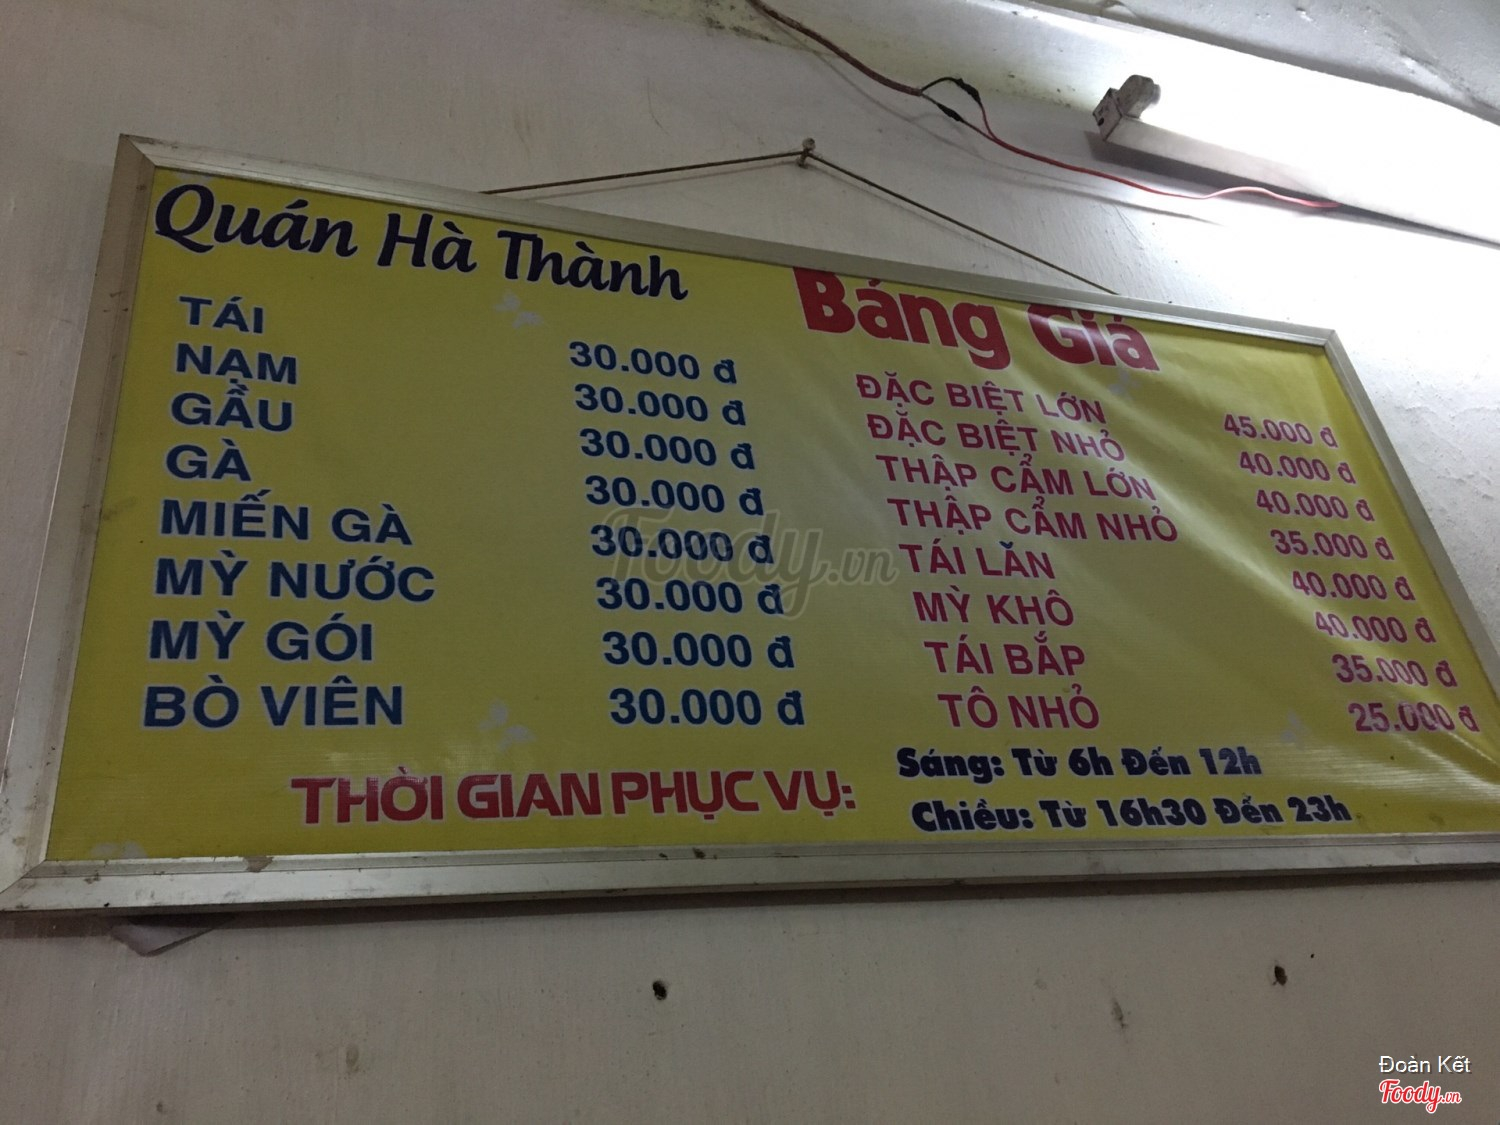 Quán Hà Thành
Bảng Giá
TÁI 30.000 đ
NẠM 30.000 đ
GẦU 30.000 đ
GÀ 30.000 đ
MIẾN GÀ 30.000 đ
MỲ NƯỚC 30.000 đ
MỲ GÓI 30.000 đ
BÒ VIÊN 30.000 đ
ĐẶC BIỆT LỚN 45.000 đ
ĐẶC BIỆT NHỎ 40.000 đ
THẬP CẨM LỚN 40.000 đ
THẬP CẨM NHỎ 35.000 đ
TÁI LĂN 40.000 đ
MỲ KHÔ 40.000 đ
TÁI BẮP 35.000 đ
TÔ NHỎ 25.000 đ
THỜI GIAN PHỤC VỤ:
Sáng: Từ 6h Đến 12h
Chiều: Từ 16h30 Đến 23h
Foody.vn
Đoàn Kết
Foody.vn